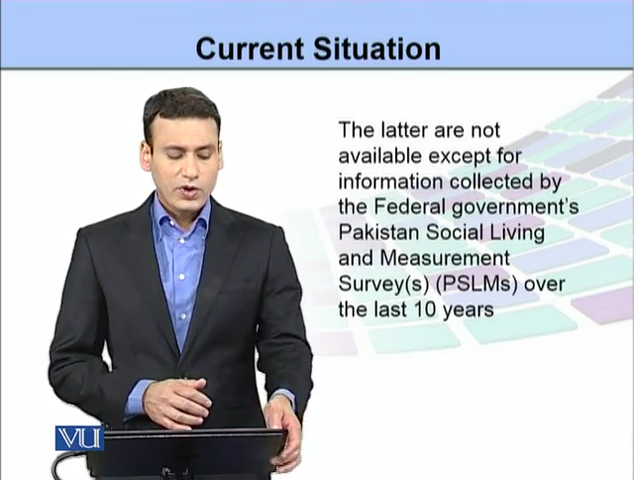 Current Situation
The latter are not
available except for
information collected by
the Federal government's
Pakistan Social Living
and Measurement
Survey(s) (PSLMs) over
the last 10 years
VU